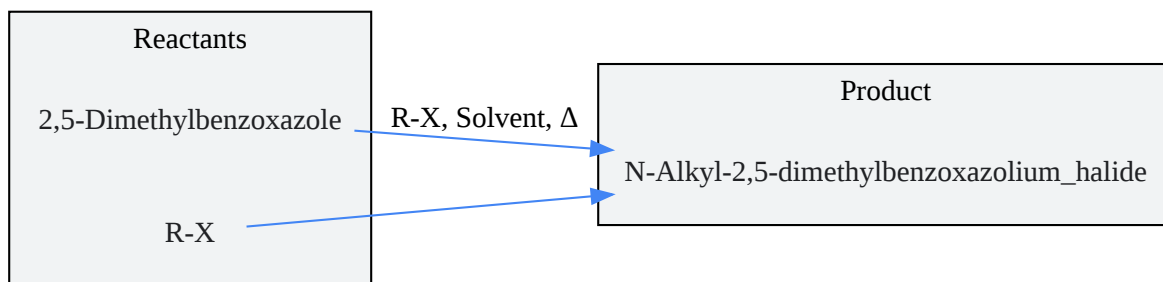 Reactants
2,5-Dimethylbenzoxazole
R-X
R-X, Solvent, Δ
Product
N-Alkyl-2,5-dimethylbenzoxazolium_halide